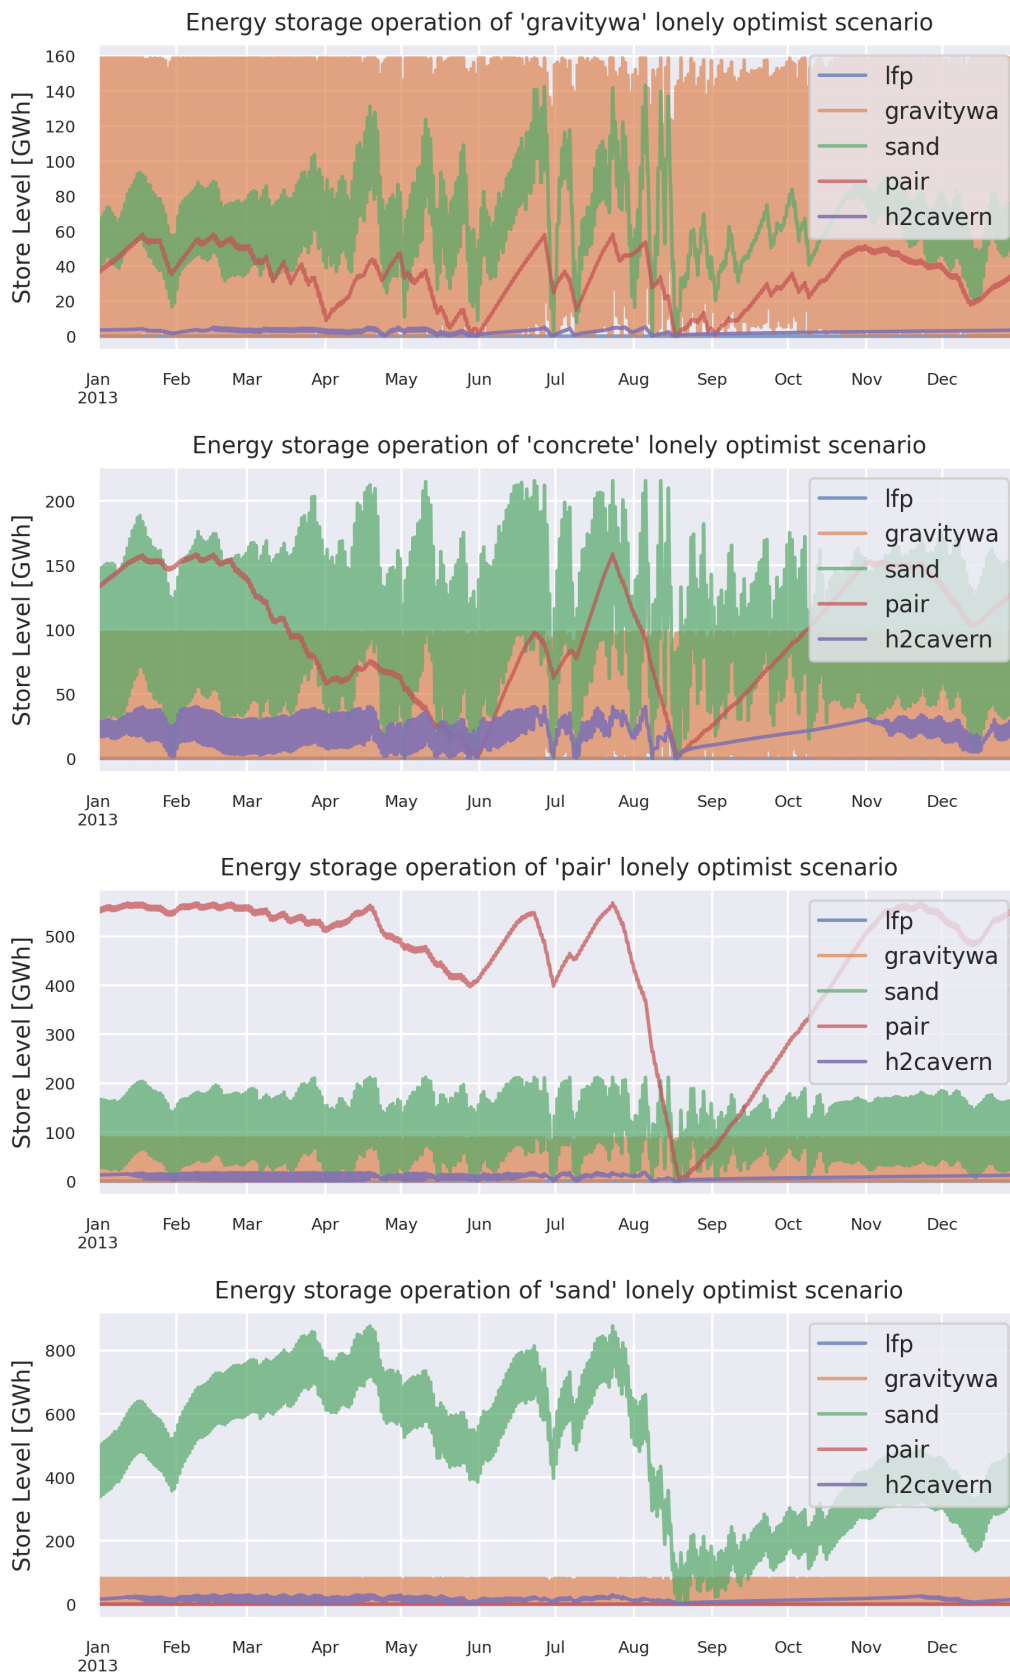 Energy storage operation of 'gravitywa' lonely optimist scenario
Store Level [GWh]
160
140
120
100
80
60
40
20
0
lfp
gravitywa
sand
pair
h2cavern
Jan Feb Mar Apr May Jun Jul Aug Sep Oct Nov Dec
2013
Energy storage operation of 'concrete' lonely optimist scenario
Store Level [GWh]
200
150
100
50
0
lfp
gravitywa
sand
pair
h2cavern
Jan Feb Mar Apr May Jun Jul Aug Sep Oct Nov Dec
2013
Energy storage operation of 'pair' lonely optimist scenario
Store Level [GWh]
500
400
300
200
100
0
lfp
gravitywa
sand
pair
h2cavern
Jan Feb Mar Apr May Jun Jul Aug Sep Oct Nov Dec
2013
Energy storage operation of 'sand' lonely optimist scenario
Store Level [GWh]
800
600
400
200
0
lfp
gravitywa
sand
pair
h2cavern
Jan Feb Mar Apr May Jun Jul Aug Sep Oct Nov Dec
2013